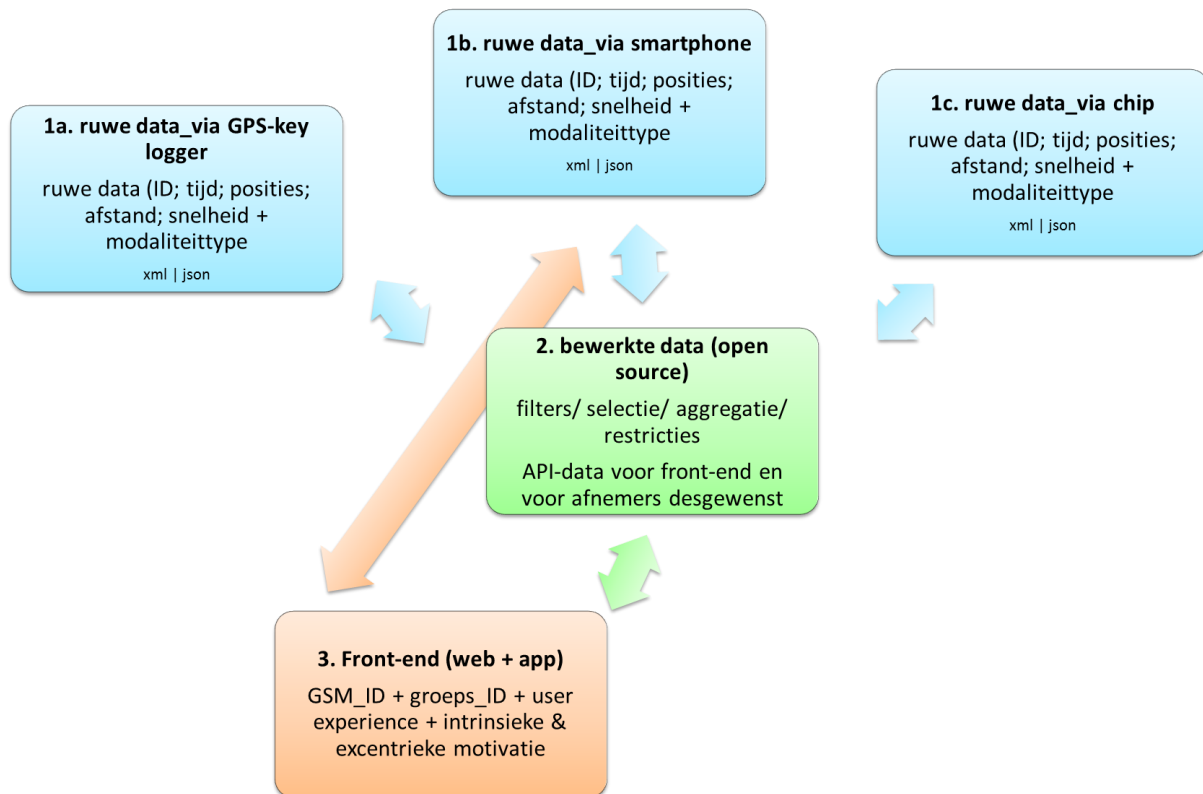 1a. ruwe data_via GPS-key
logger
ruwe data (ID; tijd; posities;
afstand; snelheid +
modaliteittype
xml | json
1b. ruwe data_via smartphone
ruwe data (ID; tijd; posities;
afstand; snelheid +
modaliteittype
xml | json
1c. ruwe data_via chip
ruwe data (ID; tijd; posities;
afstand; snelheid +
modaliteittype
xml | json
2. bewerkte data (open
source)
filters/ selectie/ aggregatie/
restricties
API-data voor front-end en
voor afnemers desgewenst
3. Front-end (web + app)
GSM_ID + groeps_ID + user
experience + intrinsieke &
excentrieke motivatie